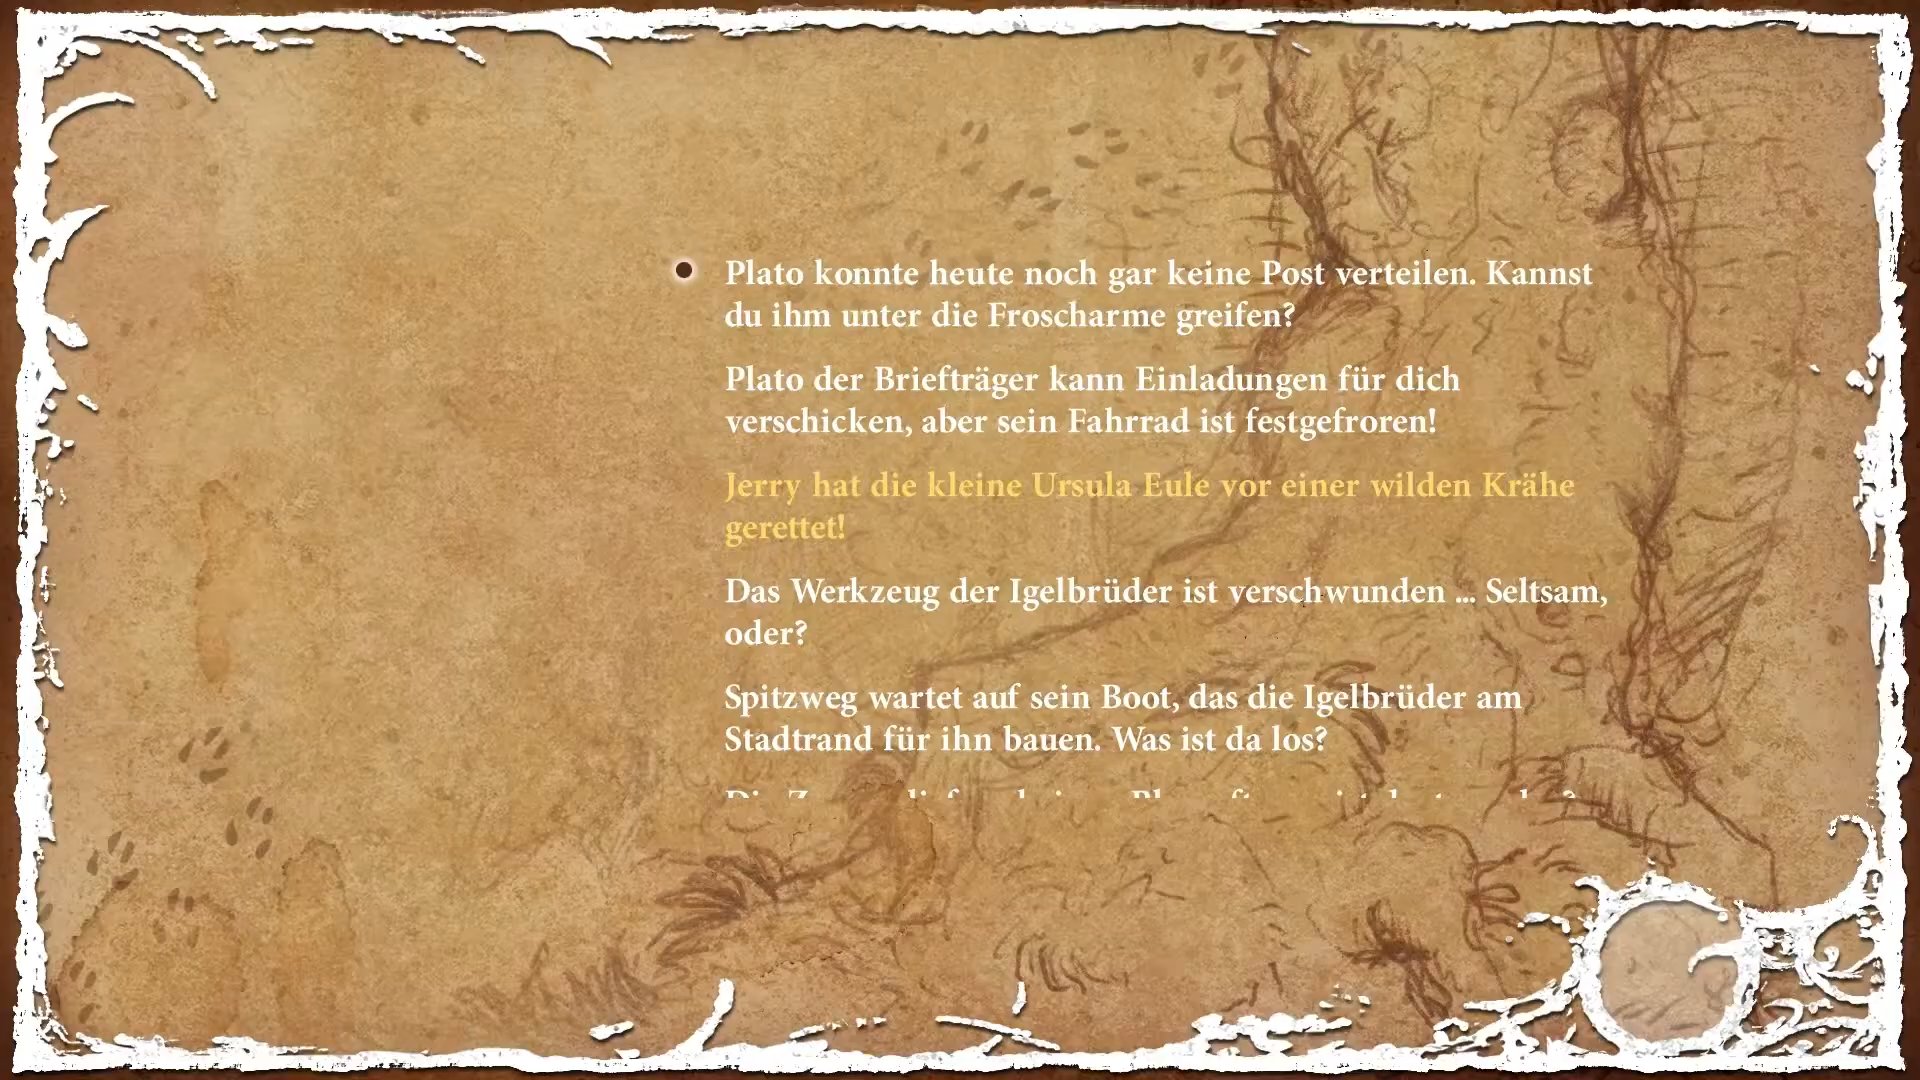 Plato konnte heute noch gar keine Post verteilen. Kannst
du ihm unter die Froscharme greifen?
Plato der Briefträger kann Einladungen für dich
verschicken, aber sein Fahrrad ist festgefroren!
Jerry hat die kleine Ursula Eule vor einer wilden Krähe
gerettet!
Das Werkzeug der Igelbrüder ist verschwunden ... Seltsam,
oder?
Spitzweg wartet auf sein Boot, das die Igelbrüder am
Stadtrand für ihn bauen. Was ist da los?